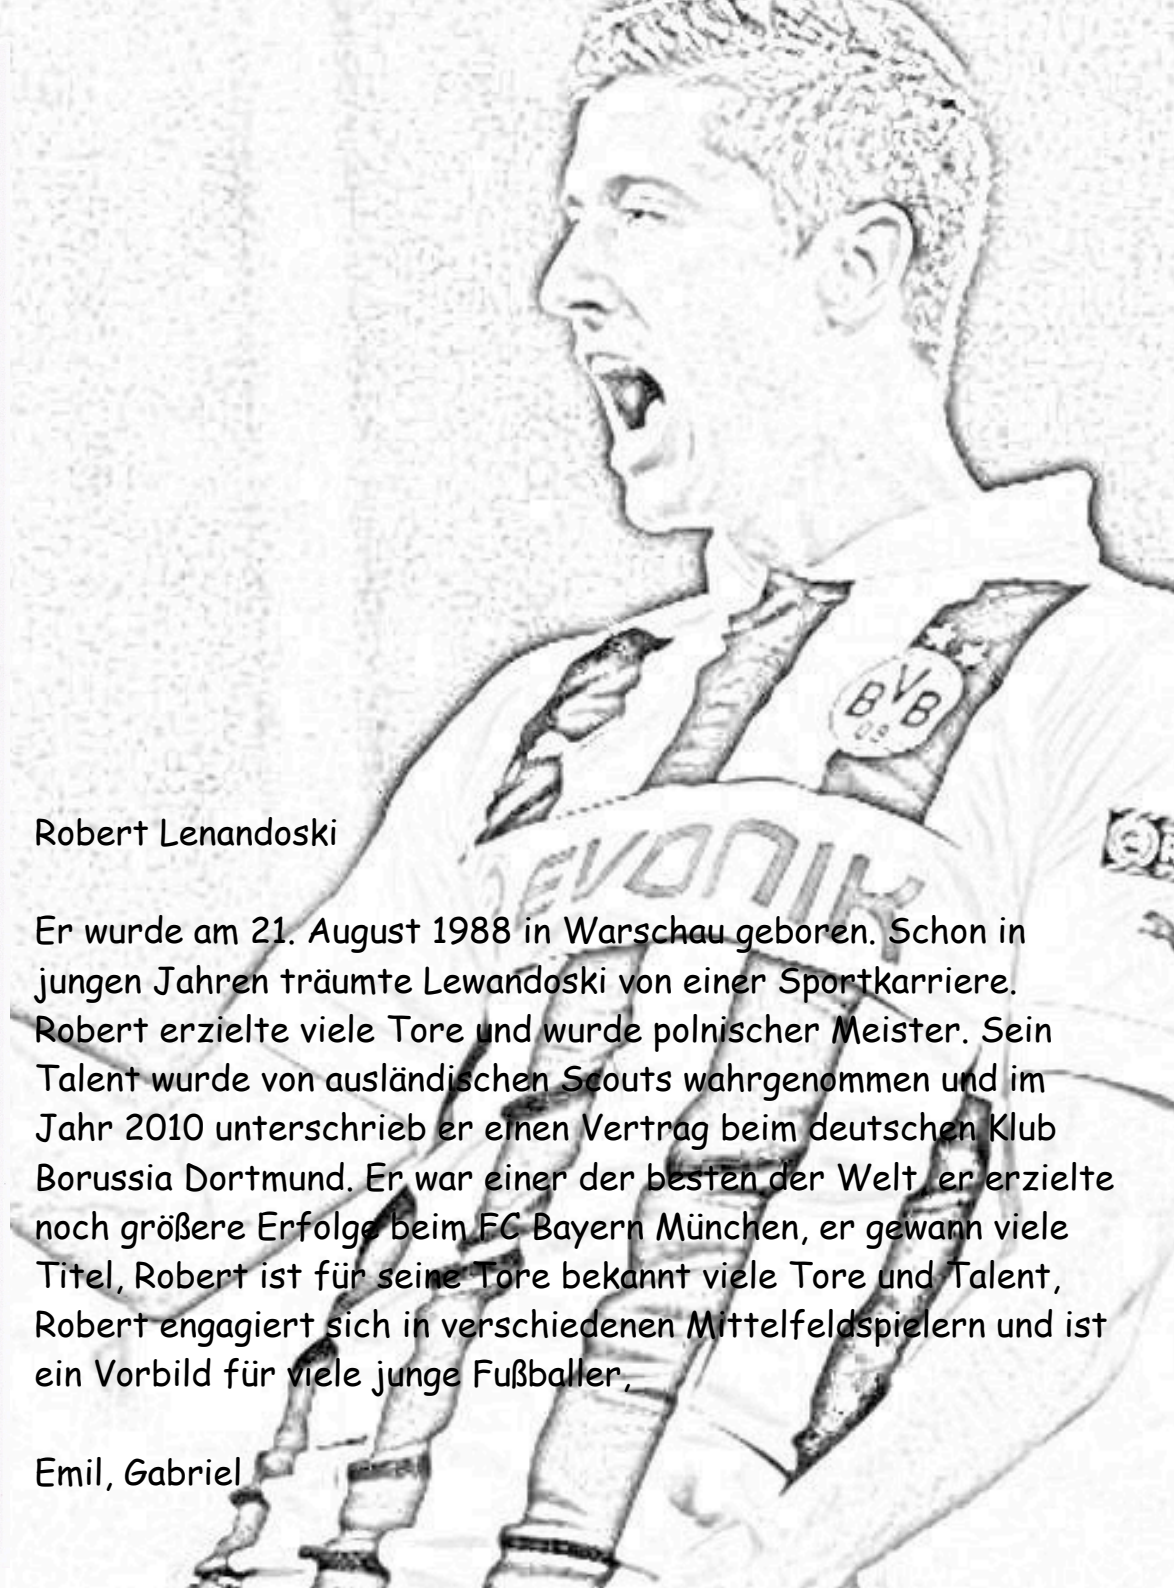 BVB
09
EVONIK
Robert Lenandoski
Er wurde am 21. August 1988 in Warschau geboren. Schon in
jungen Jahren träumte Lewandoski von einer Sportkarriere.
Robert erzielte viele Tore und wurde polnischer Meister. Sein
Talent wurde von ausländischen Scouts wahrgenommen und im
Jahr 2010 unterschrieb er einen Vertrag beim deutschen Klub
Borussia Dortmund. Er war einer der besten der Welt, er erzielte
noch größere Erfolge beim FC Bayern München, er gewann viele
Titel, Robert ist für seine Tore bekannt viele Tore und Talent,
Robert engagiert sich in verschiedenen Mittelfeldspielern und ist
ein Vorbild für viele junge Fußballer,
Emil, Gabriel